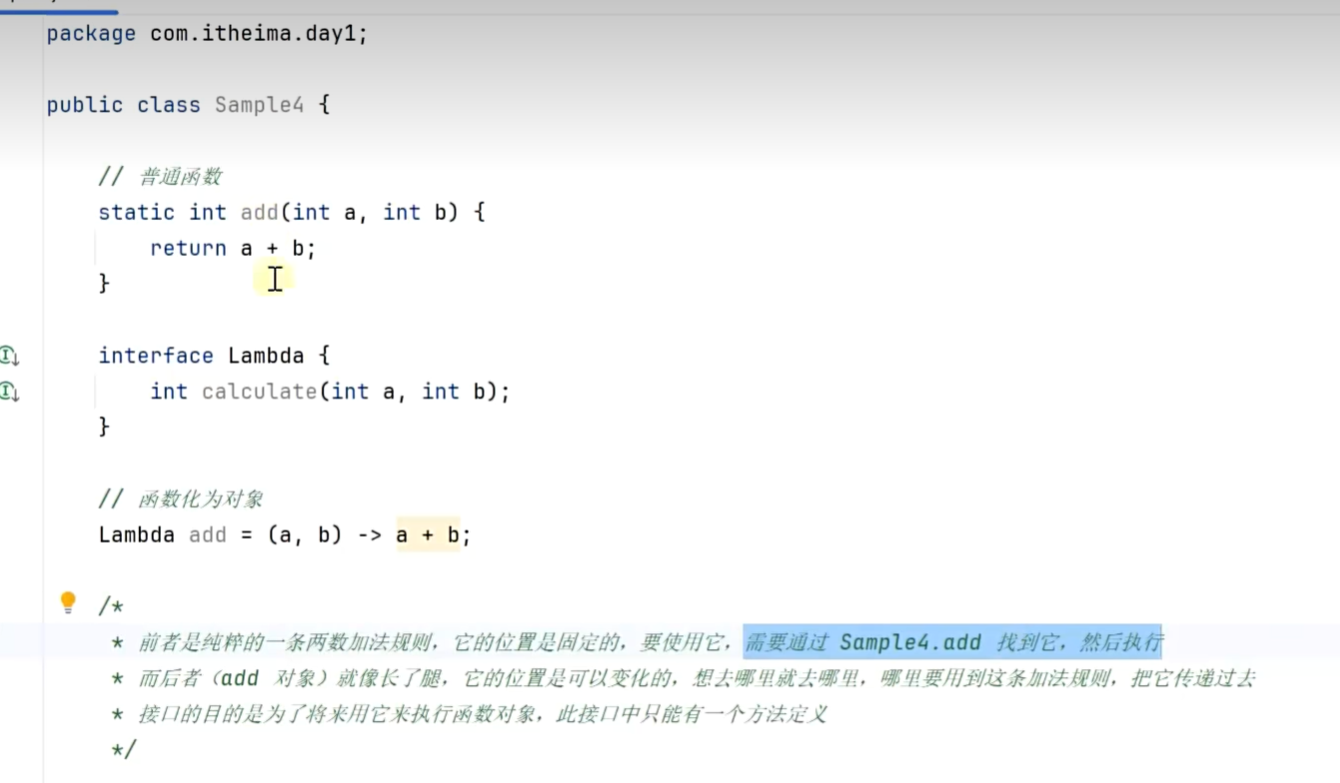 package com.itheima.day1;
public class Sample4 {
// 普通函数
static int add(int a, int b) {
return a + b;
}
interface Lambda {
int calculate(int a, int b);
}
// 函数化为对象
Lambda add = (a, b) -> a + b;
/*
* 前者是纯粹的一条两数加法规则，它的位置是固定的，要使用它，需要通过 Sample4.add 找到它，然后执行
* 而后者（add 对象）就像长了腿，它的位置是可以变化的，想去哪里就去哪里，哪里要用到这条加法规则，把它传递过去
* 接口的目的是为了将来用它来执行函数对象，此接口中只能有一个方法定义
*/